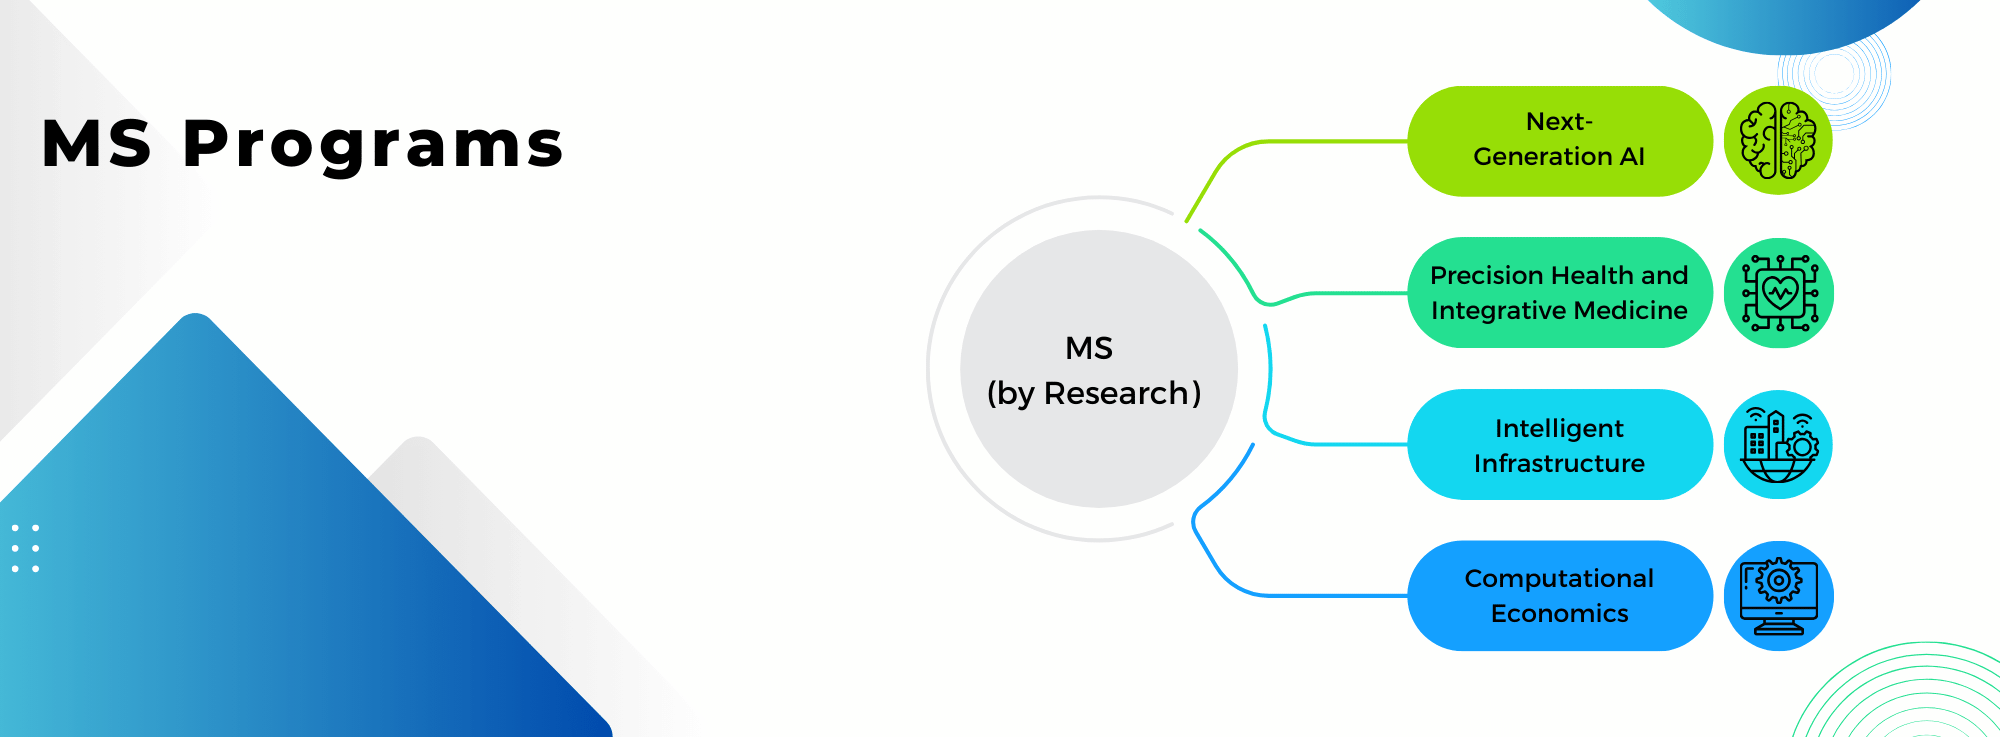 MS Programs
MS
(by Research)
Next-
Generation AI
Precision Health and
Integrative Medicine
Intelligent
Infrastructure
Computational
Economics